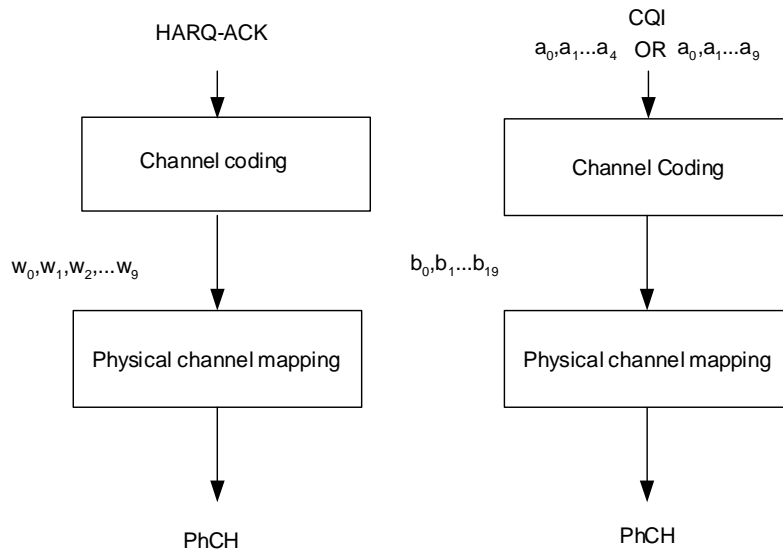 HARQ-ACK
Channel coding
w0,w1,w2,...w9
Physical channel mapping
PhCH
CQI
a0,a1...a4 OR a0,a1...a9
Channel Coding
b0,b1...b19
Physical channel mapping
PhCH